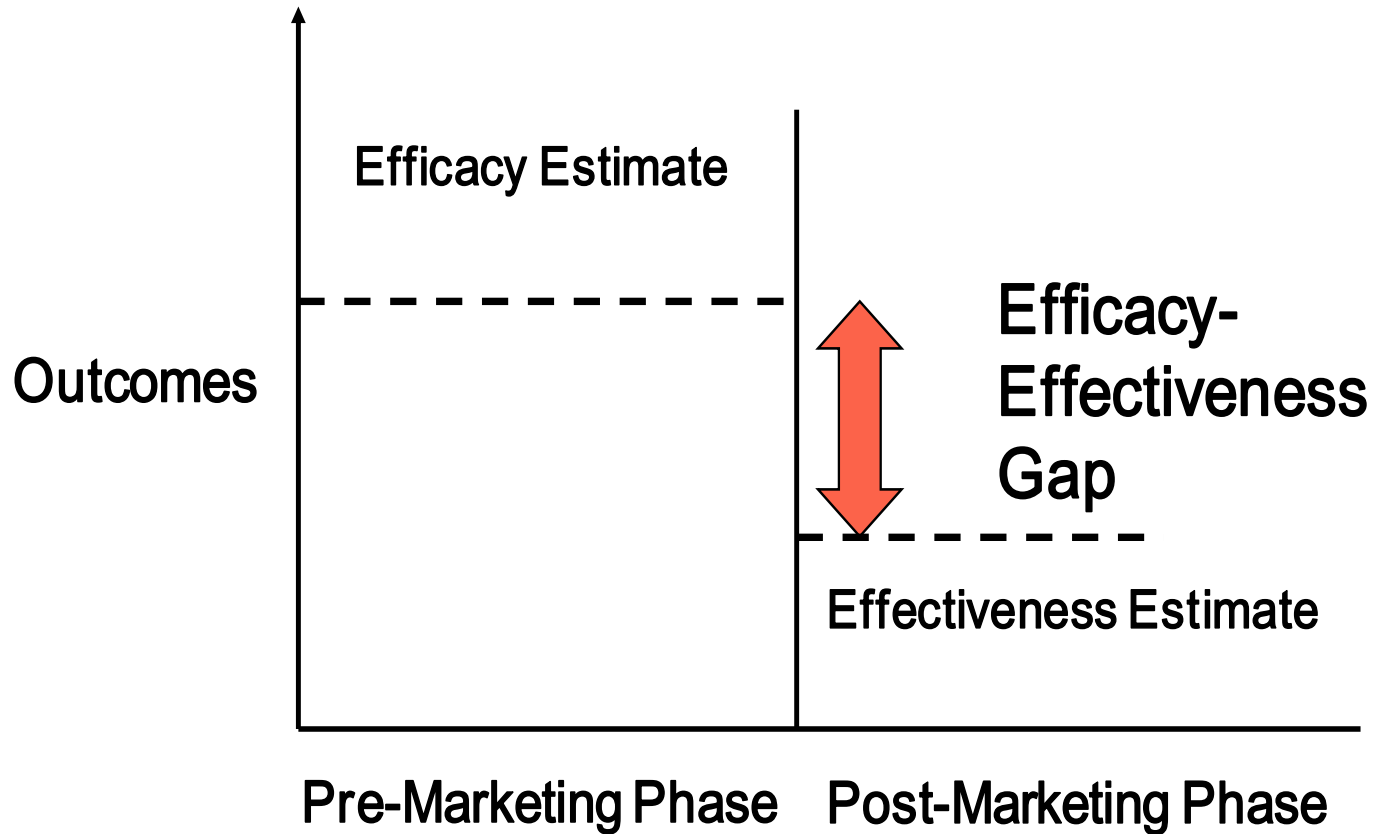 Efficacy Estimate
Outcomes
Efficacy-
Effectiveness
Gap
Effectiveness Estimate
Pre-Marketing Phase
Post-Marketing Phase